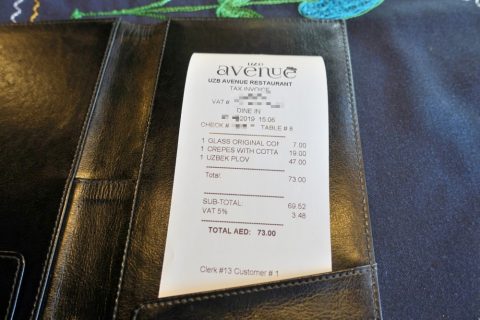 UZB
avenue
UZB AVENUE RESTAURANT
TAX INVOICE
VAT #
DINE IN
2019 15:06
CHECK # TABLE # 8
1 GLASS ORIGINAL COF 7.00
1 CREPES WITH COTTA 19.00
1 UZBEK PLOV 47.00
Total: 73.00
SUB-TOTAL: 69.52
VAT 5% 3.48
TOTAL AED: 73.00
Clerk #13 Customer # 1